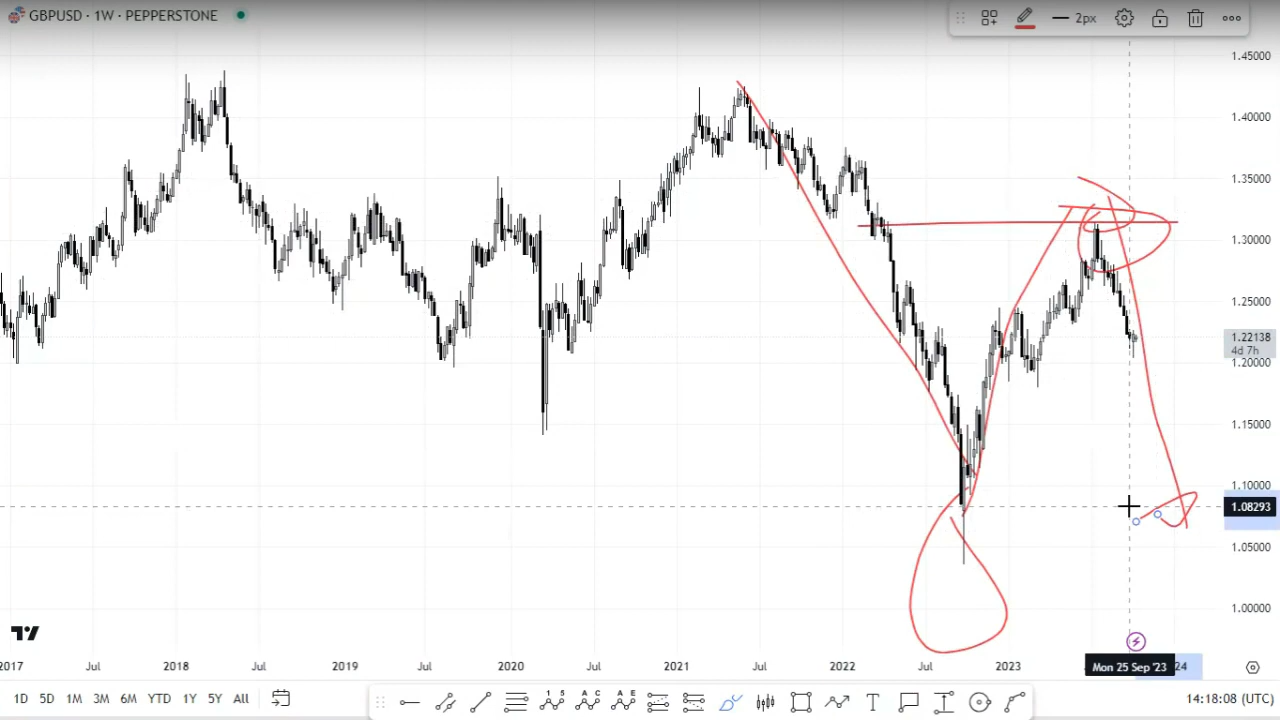 GBPUSD · 1W · PEPPERSTONE
2px
1.45000
1.40000
1.35000
1.30000
1.25000
1.22138
4d 7h
1.20000
1.15000
1.10000
1.08293
1.05000
1.00000
2017 Jul 2018 Jul 2019 Jul 2020 Jul 2021 Jul 2022 Jul 2023 Mon 25 Sep '23 24
1D 5D 1M 3M 6M YTD 1Y 5Y All
14:18:08 (UTC)